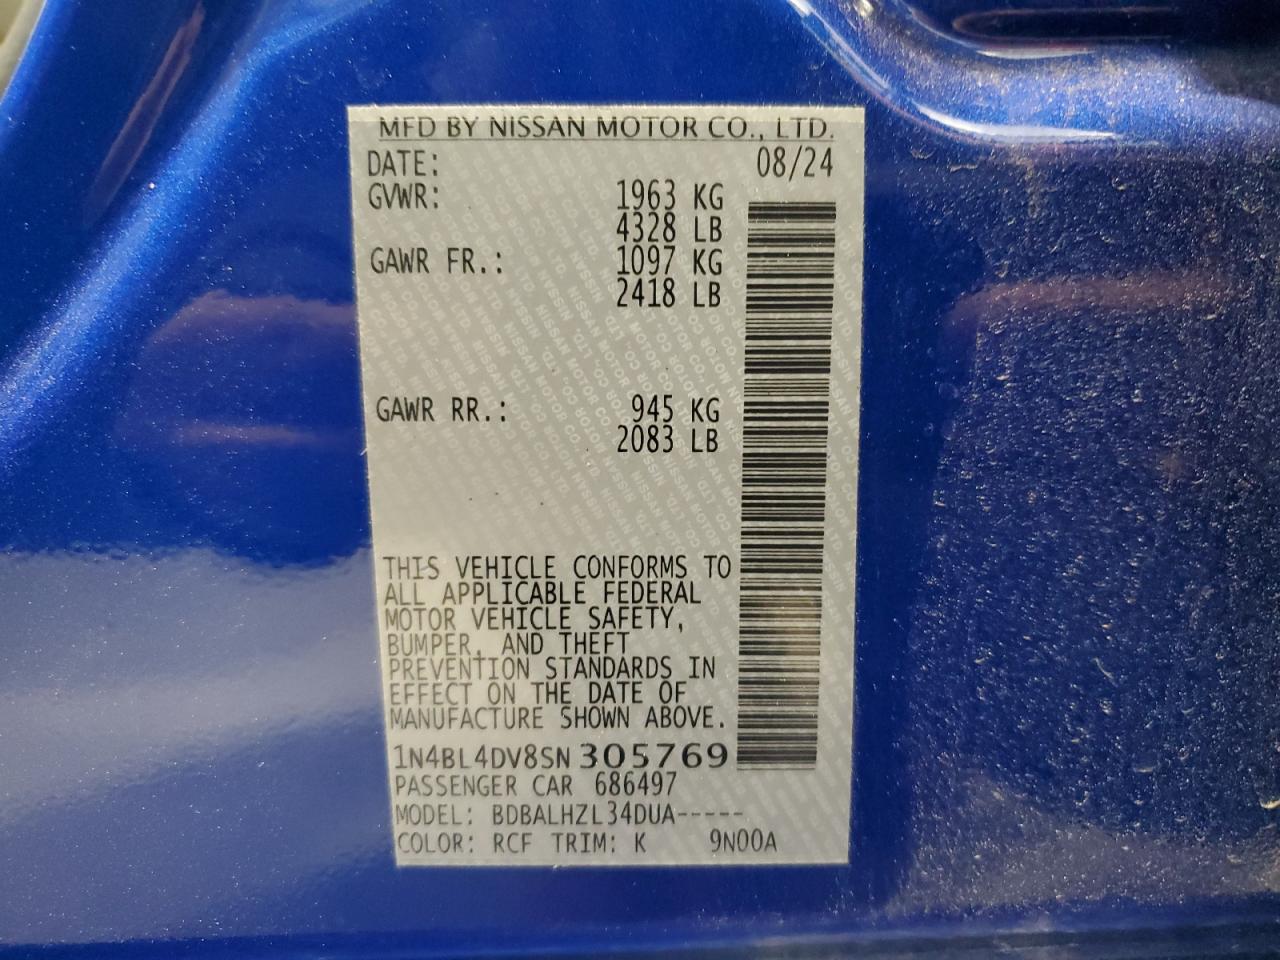 MFD BY NISSAN MOTOR CO., LTD.
DATE: 08/24
GVWR: 1963 KG
4328 LB
GAWR FR.: 1097 KG
2418 LB
GAWR RR.: 945 KG
2083 LB
THIS VEHICLE CONFORMS TO
ALL APPLICABLE FEDERAL
MOTOR VEHICLE SAFETY,
BUMPER, AND THEFT
PREVENTION STANDARDS IN
EFFECT ON THE DATE OF
MANUFACTURE SHOWN ABOVE.
1N4BL4DV8SN305769
PASSENGER CAR 686497
MODEL: BDBALHZL34DUA-----
COLOR: RCF TRIM: K 9N00A